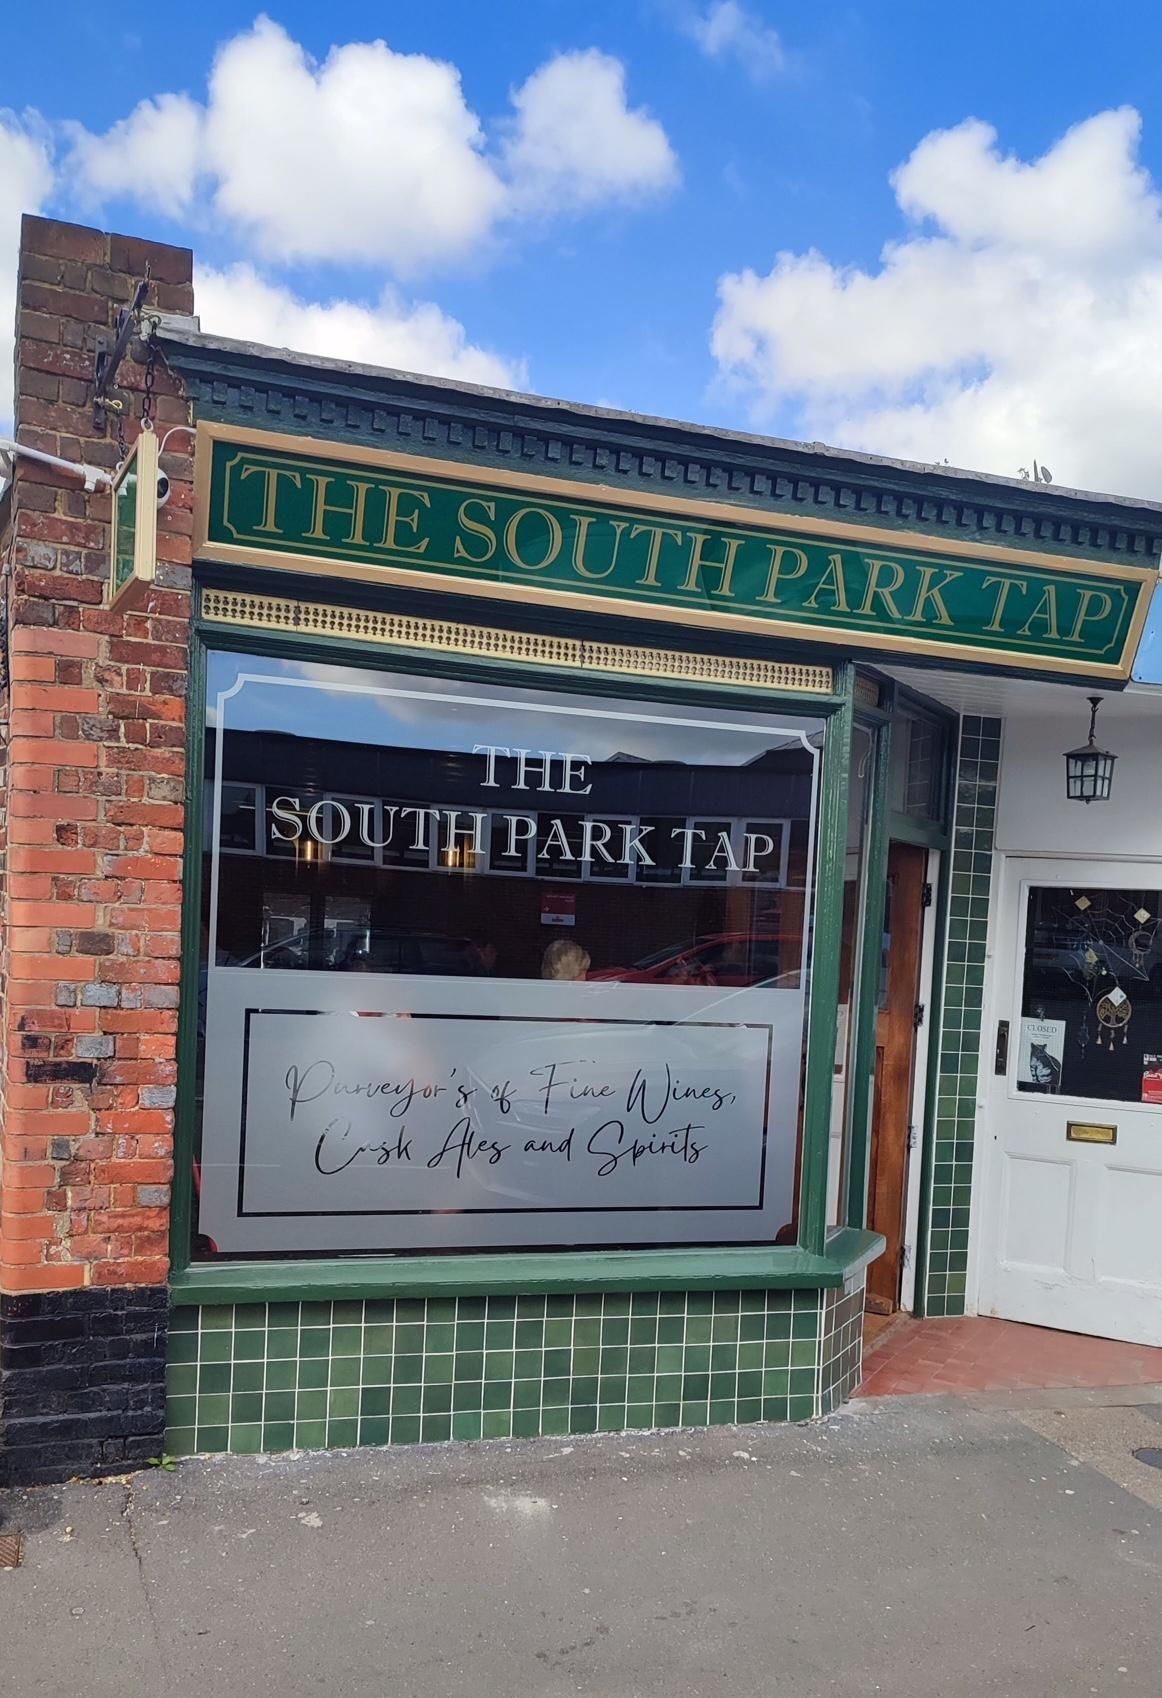 THE SOUTH PARK TAP
THE
SOUTH PARK TAP
Purveyor's of Fine Wines,
Cask Ales and Spirits
CLOSED